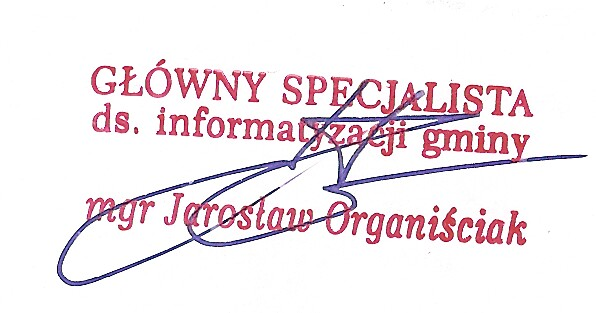 GŁÓWNY SPECJALISTA
ds. informatyzacji gminy
mgr Jarosław Organiściak